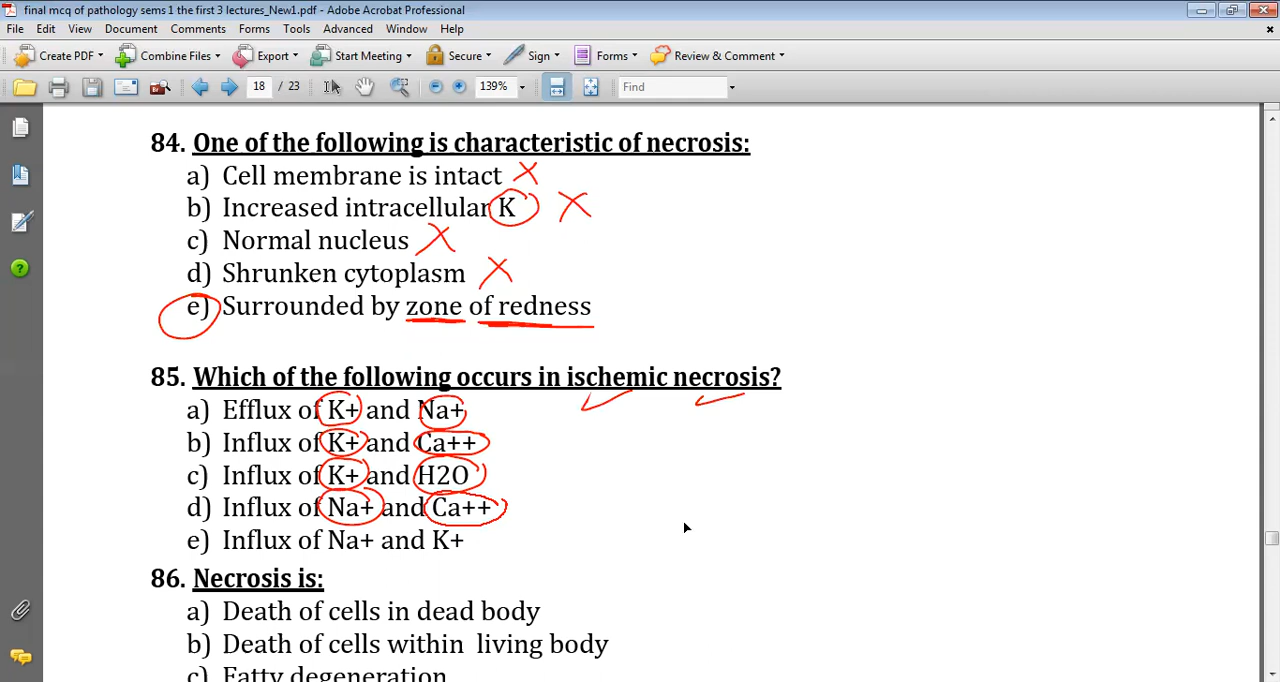 final mcq of pathology sems 1 the first 3 lectures_New1.pdf - Adobe Acrobat Professional
File Edit View Document Comments Forms Tools Advanced Window Help
Create PDF Combine Files Export Start Meeting Secure Sign Forms Review & Comment
18 / 23 139% Find
84. One of the following is characteristic of necrosis:
a) Cell membrane is intact
b) Increased intracellular K
c) Normal nucleus
d) Shrunken cytoplasm
e) Surrounded by zone of redness
85. Which of the following occurs in ischemic necrosis?
a) Efflux of K+ and Na+
b) Influx of K+ and Ca++
c) Influx of K+ and H2O
d) Influx of Na+ and Ca++
e) Influx of Na+ and K+
86. Necrosis is:
a) Death of cells in dead body
b) Death of cells within living body
c) Fatty degeneration